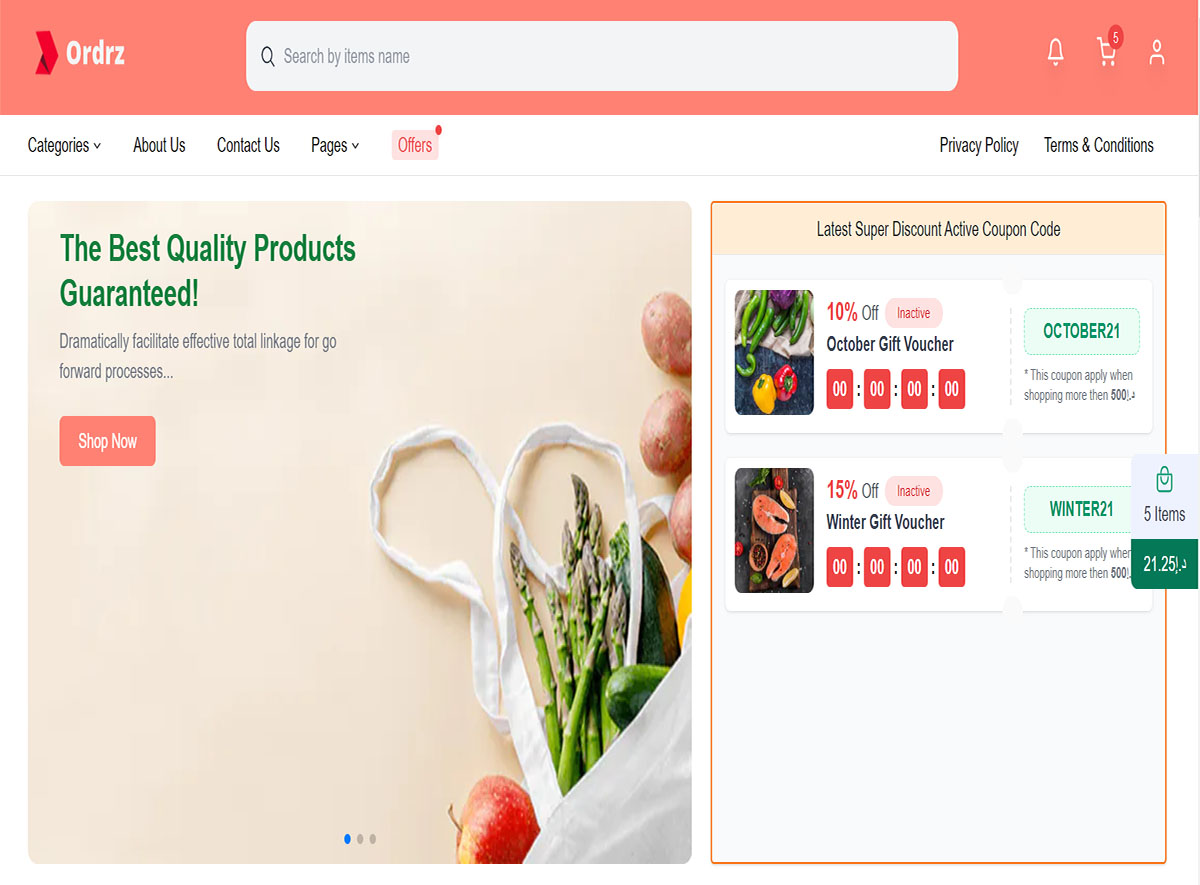 Ordrz
Search by items name
5
Categories
About Us
Contact Us
Pages
Offers
Privacy Policy
Terms & Conditions
The Best Quality Products
Guaranteed!
Dramatically facilitate effective total linkage for go
forward processes...
Shop Now
Latest Super Discount Active Coupon Code
10% Off
Inactive
October Gift Voucher
00 : 00 : 00 : 00
OCTOBER21
* This coupon apply when
shopping more then 500د.إ
15% Off
Inactive
Winter Gift Voucher
00 : 00 : 00 : 00
WINTER21
* This coupon apply when
shopping more then 500
5 Items
21.25د.إ